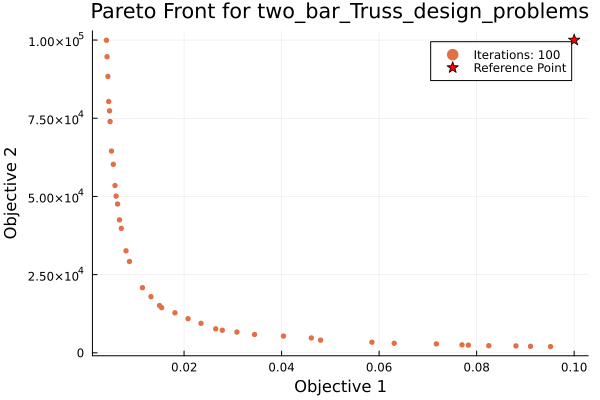 Pareto Front for two_bar_Truss_design_problems
Iterations: 100
Reference Point
Objective 2
1.00×10⁵
7.50×10⁴
5.00×10⁴
2.50×10⁴
0
0.02
0.04
0.06
0.08
0.10
Objective 1